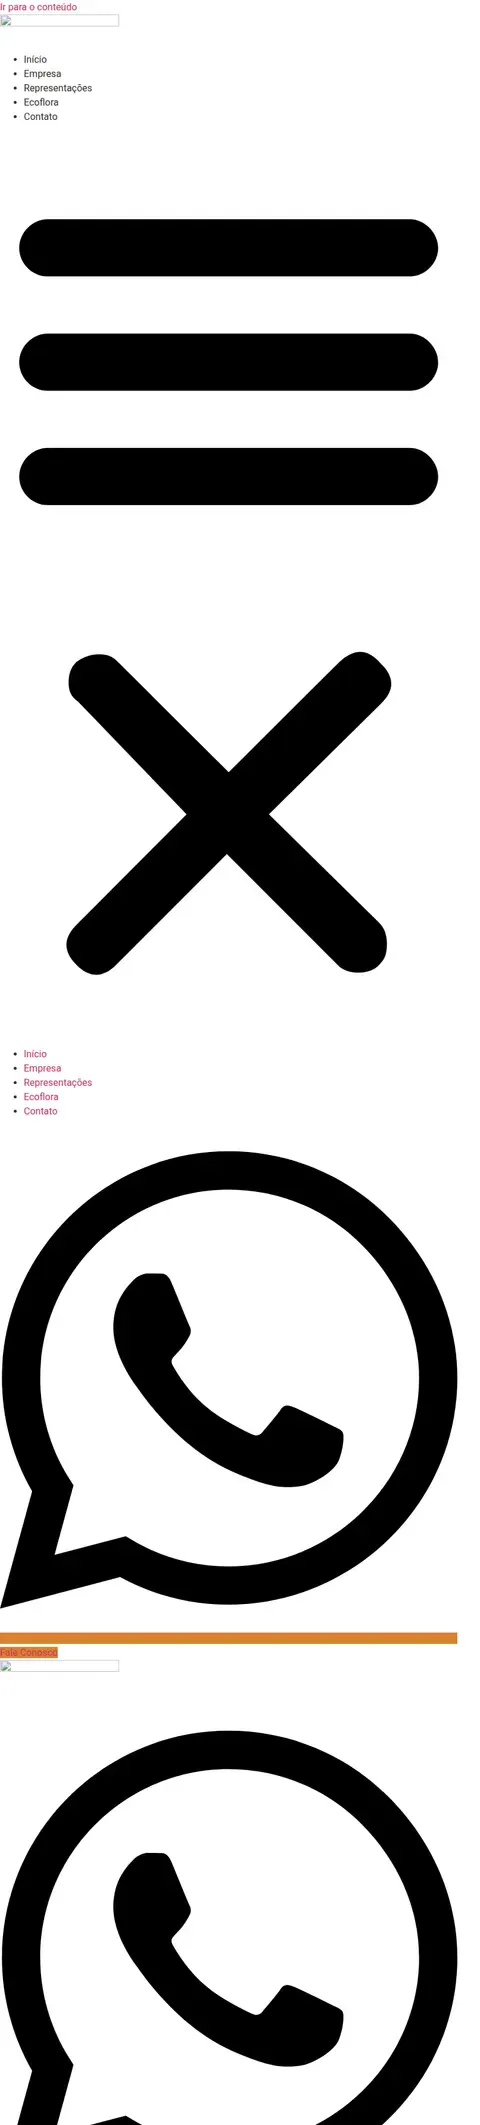 Ir para o conteúdo
Início
Empresa
Representações
Ecoflora
Contato
Início
Empresa
Representações
Ecoflora
Contato
Fale Conosco